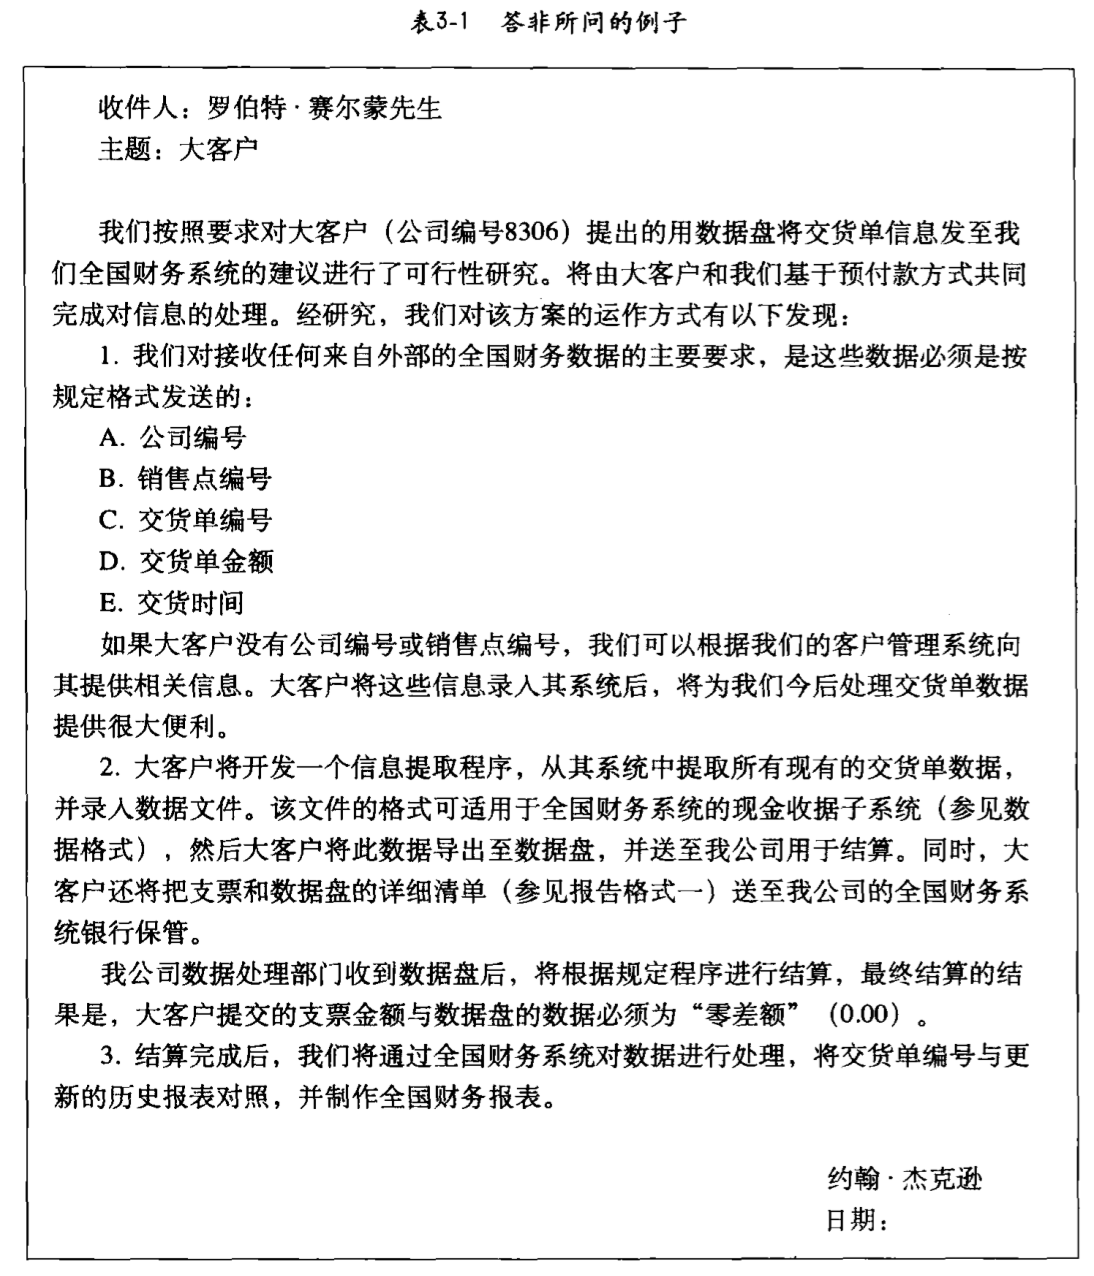 表3-1 答非所问的例子
收件人：罗伯特·赛尔蒙先生
主题：大客户
我们按照要求对大客户（公司编号8306）提出的用数据盘将交货单信息发至我
们全国财务系统的建议进行了可行性研究。将由大客户和我们基于预付款方式共同
完成对信息的处理。经研究，我们对该方案的运作方式有以下发现：
1. 我们对接收任何来自外部的全国财务数据的主要要求，是这些数据必须是按
规定格式发送的：
A. 公司编号
B. 销售点编号
C. 交货单编号
D. 交货单金额
E. 交货时间
如果大客户没有公司编号或销售点编号，我们可以根据我们的客户管理系统向
其提供相关信息。大客户将这些信息录入其系统后，将为我们今后处理交货单数据
提供很大便利。
2. 大客户将开发一个信息提取程序，从其系统中提取所有现有的交货单数据，
并录入数据文件。该文件的格式可适用于全国财务系统的现金收据子系统（参见数
据格式），然后大客户将此数据导出至数据盘，并送至我公司用于结算。同时，大
客户还将把支票和数据盘的详细清单（参见报告格式一）送至我公司的全国财务系
统银行保管。
我公司数据处理部门收到数据盘后，将根据规定程序进行结算，最终结算的结
果是，大客户提交的支票金额与数据盘的数据必须为“零差额”（0.00）。
3. 结算完成后，我们将通过全国财务系统对数据进行处理，将交货单编号与更
新的历史报表对照，并制作全国财务报表。
约翰·杰克逊
日期：